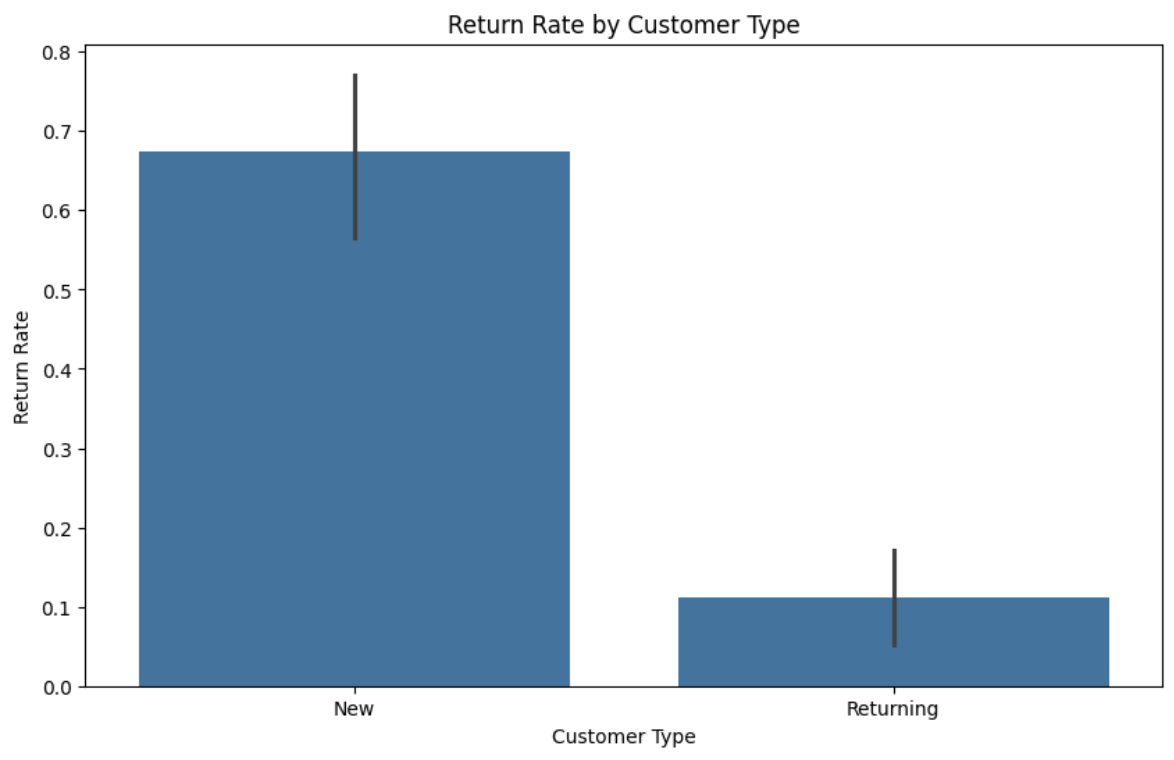 Return Rate by Customer Type
0.8
0.7
0.6
0.5
0.4
0.3
0.2
0.1
0.0
Return Rate
New
Returning
Customer Type